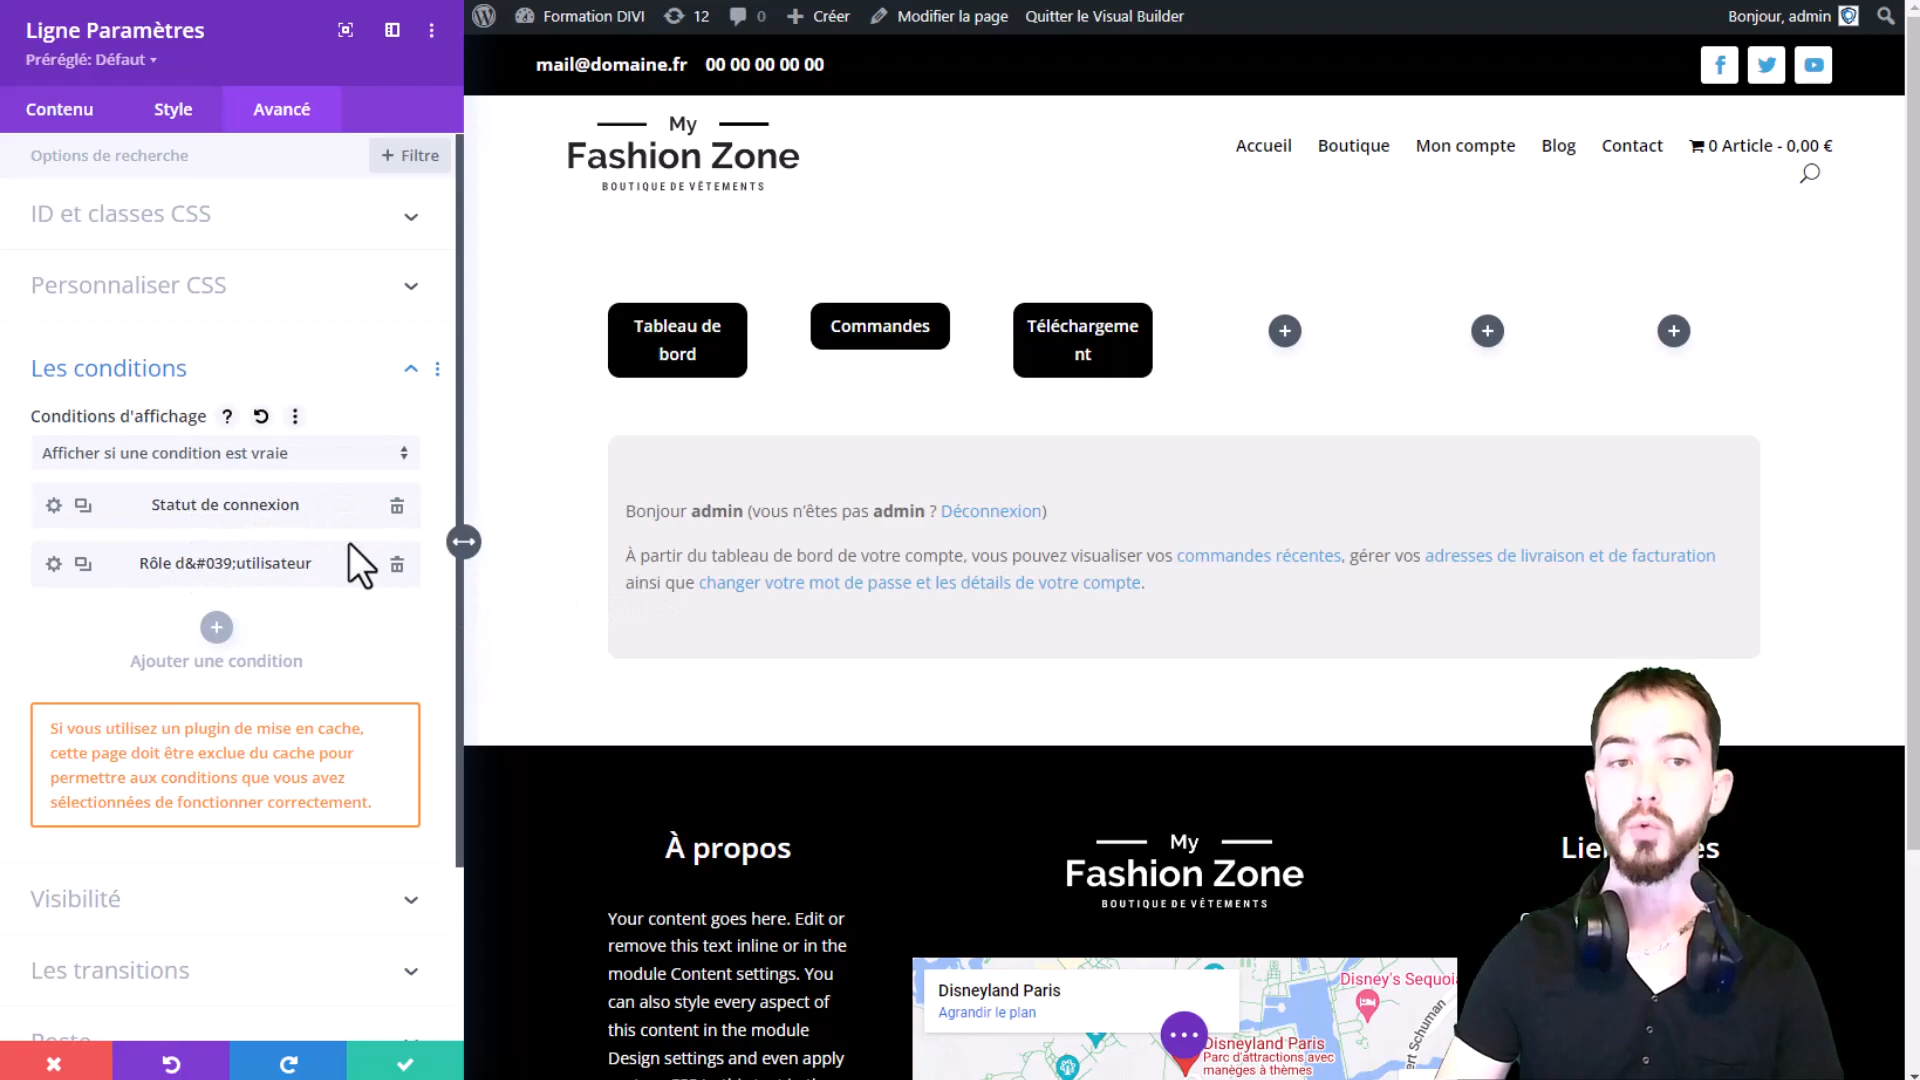 Ligne Paramètres
Préréglé: Défaut
Contenu
Style
Avancé
Options de recherche
+ Filtre
ID et classes CSS
Personnaliser CSS
Les conditions
Conditions d'affichage
Afficher si une condition est vraie
Statut de connexion
Rôle d&#039;utilisateur
Ajouter une condition
Si vous utilisez un plugin de mise en cache,
cette page doit être exclue du cache pour
permettre aux conditions que vous avez
sélectionnées de fonctionner correctement.
Visibilité
Les transitions
Formation DIVI
12
0
Créer
Modifier la page
Quitter le Visual Builder
Bonjour, admin
mail@domaine.fr
00 00 00 00 00
My
Fashion Zone
BOUTIQUE DE VÊTEMENTS
Accueil
Boutique
Mon compte
Blog
Contact
0 Article - 0,00 €
Tableau de
bord
Commandes
Téléchargeme
nt
Bonjour admin (vous n'êtes pas admin ? Déconnexion)
À partir du tableau de bord de votre compte, vous pouvez visualiser vos commandes récentes, gérer vos adresses de livraison et de facturation
ainsi que changer votre mot de passe et les détails de votre compte.
À propos
Your content goes here. Edit or
remove this text inline or in the
module Content settings. You
can also style every aspect of
this content in the module
Design settings and even apply
My
Fashion Zone
BOUTIQUE DE VÊTEMENTS
Disneyland Paris
Agrandir le plan
Disney's Sequoi
Disneyland Paris
Parc d'attractions avec
manèges à thèmes
ert Schuman